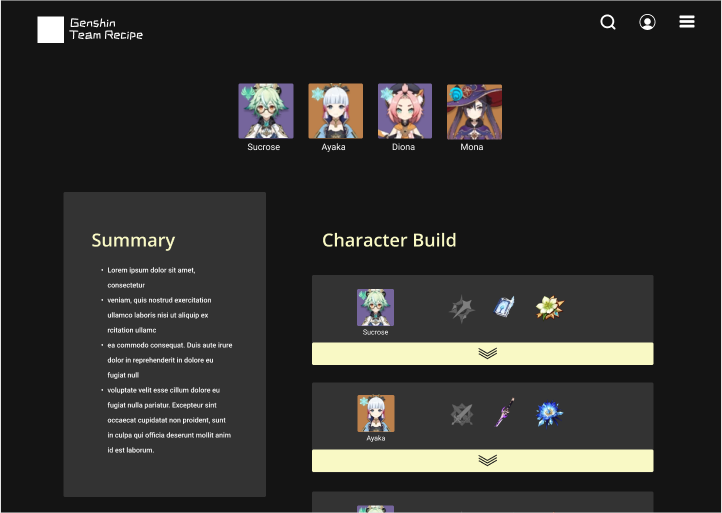 Genshin
Team Recipe
Sucrose
Ayaka
Diona
Mona
Summary
• Lorem ipsum dolor sit amet,
consectetur
• veniam, quis nostrud exercitation
ullamco laboris nisi ut aliquip ex
rcitation ullamc
• ea commodo consequat. Duis aute irure
dolor in reprehenderit in dolore eu
fugiat null
• voluptate velit esse cillum dolore eu
fugiat nulla pariatur. Excepteur sint
occaecat cupidatat non proident, sunt
in culpa qui officia deserunt mollit anim
id est laborum.
Character Build
Sucrose
Ayaka